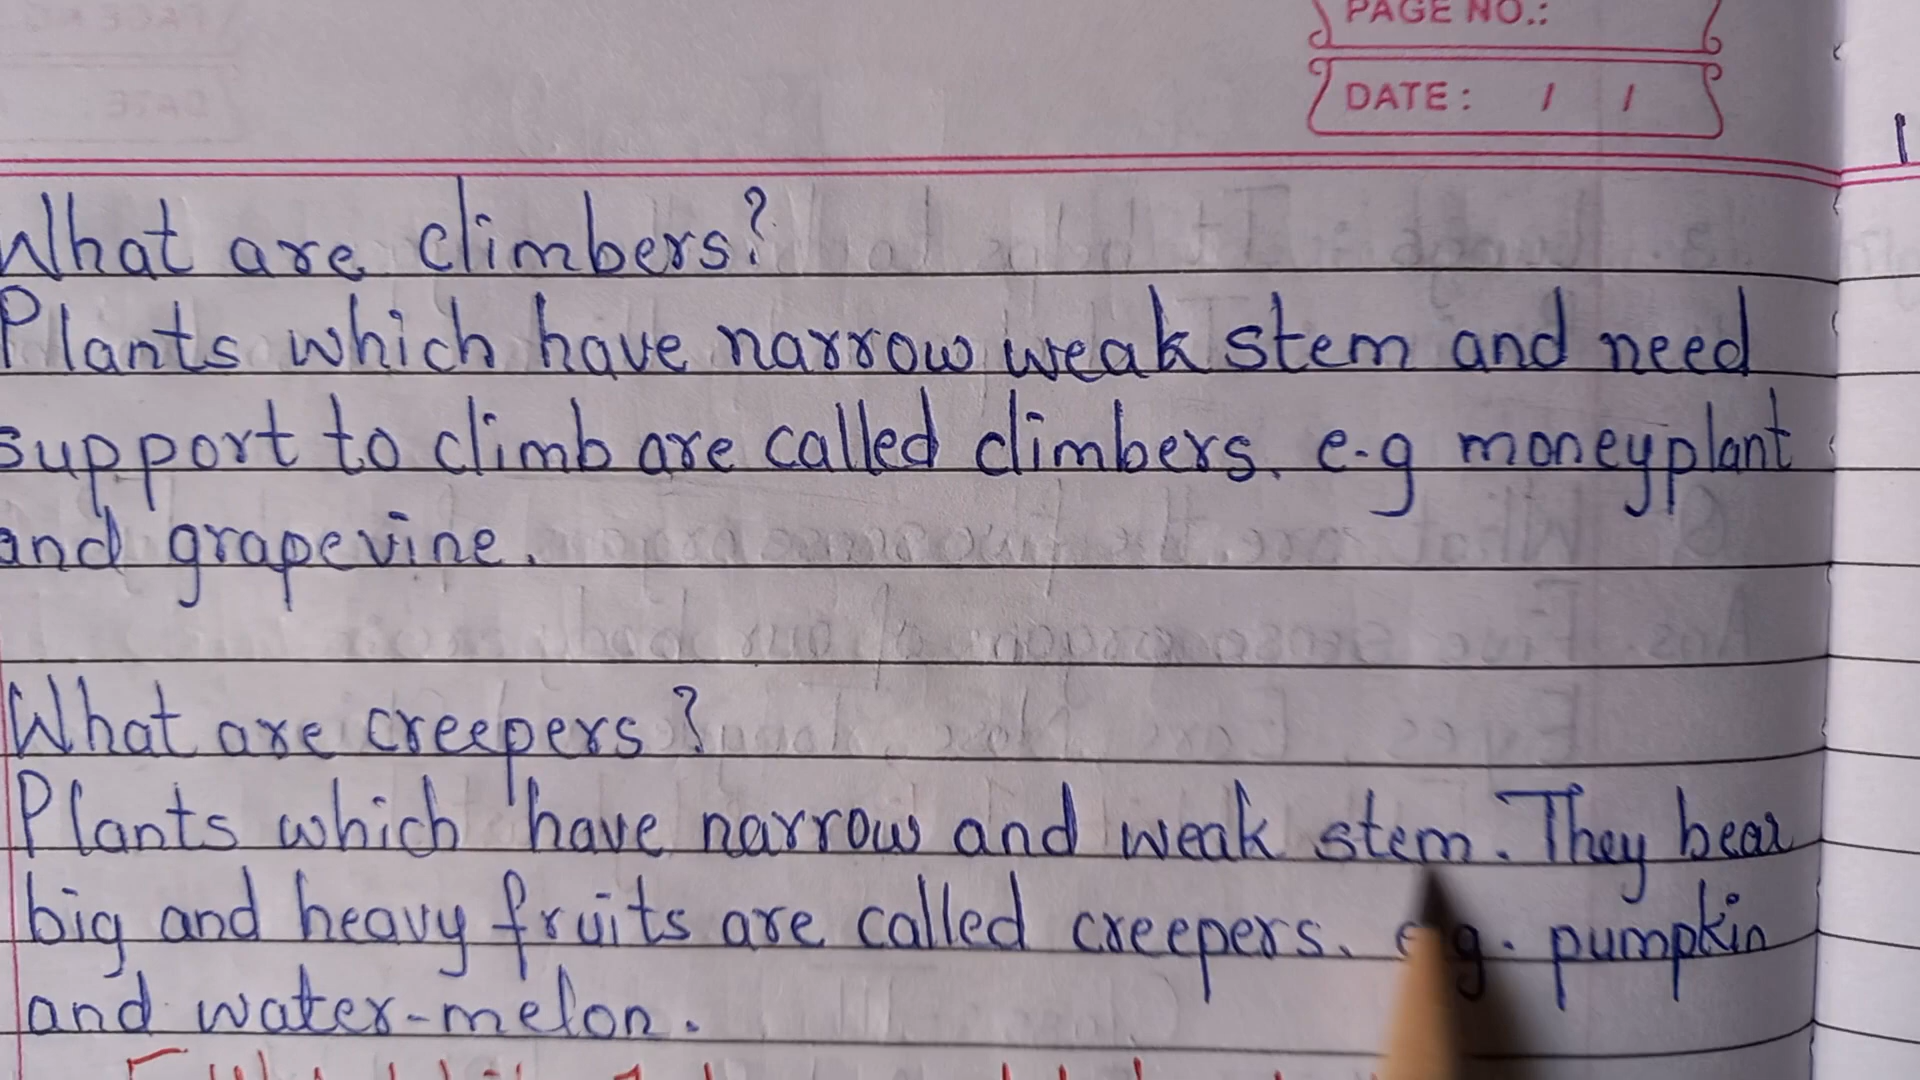 PAGE NO.:
DATE: / /
What are climbers?
Plants which have narrow weak stem and need
support to climb are called climbers. e.g moneyplant
and grapevine.
What are creepers?
Plants which have narrow and weak stem. They bear
big and heavy fruits are called creepers. e.g. pumpkin
and water-melon.